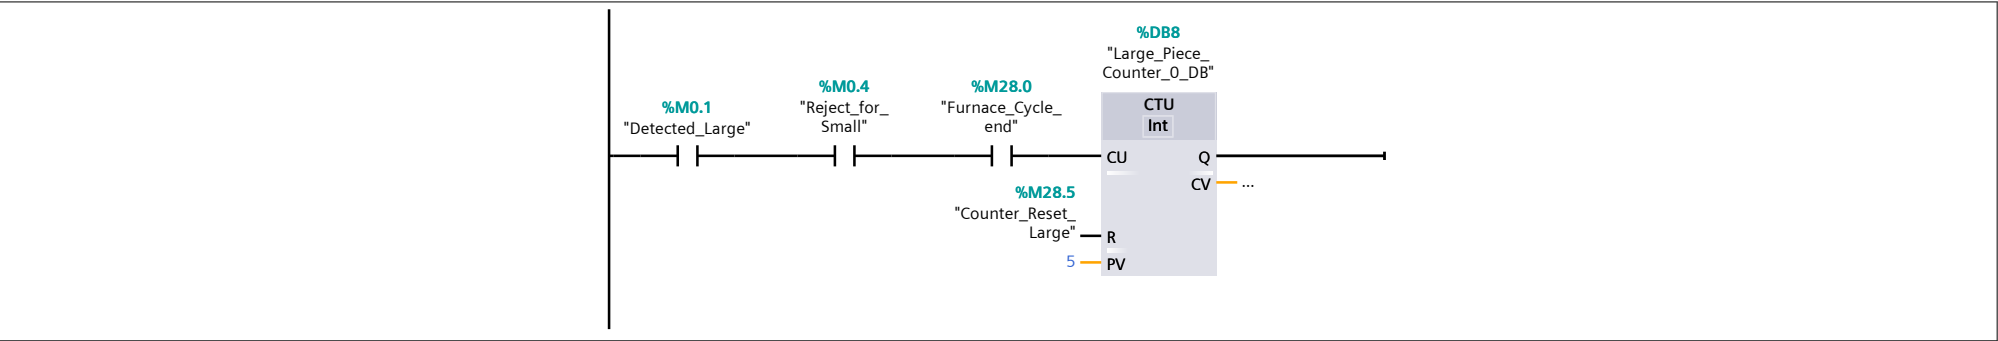 %DB8
"Large_Piece_
Counter_0_DB"
%M0.1
"Detected_Large"
%M0.4
"Reject_for_
Small"
%M28.0
"Furnace_Cycle_
end"
CTU
Int
CU
Q
CV
...
%M28.5
"Counter_Reset_
Large"
R
5
PV